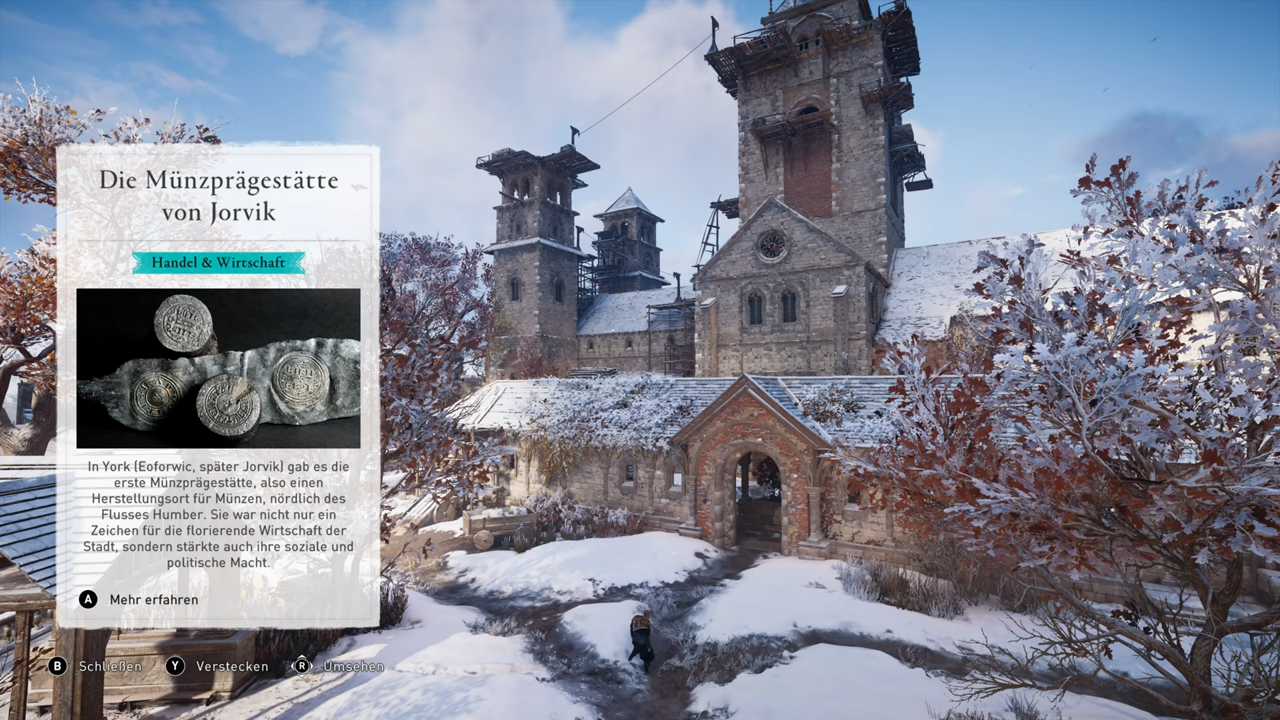 Die Münzprägestätte
von Jorvik
Handel & Wirtschaft
In York (Eoforwic, später Jorvik) gab es die
erste Münzprägestätte, also einen
Herstellungsort für Münzen, nördlich des
Flusses Humber. Sie war nicht nur ein
Zeichen für die florierende Wirtschaft der
Stadt, sondern stärkte auch ihre soziale und
politische Macht.
A Mehr erfahren
B Schließen Y Verstecken R Umsehen